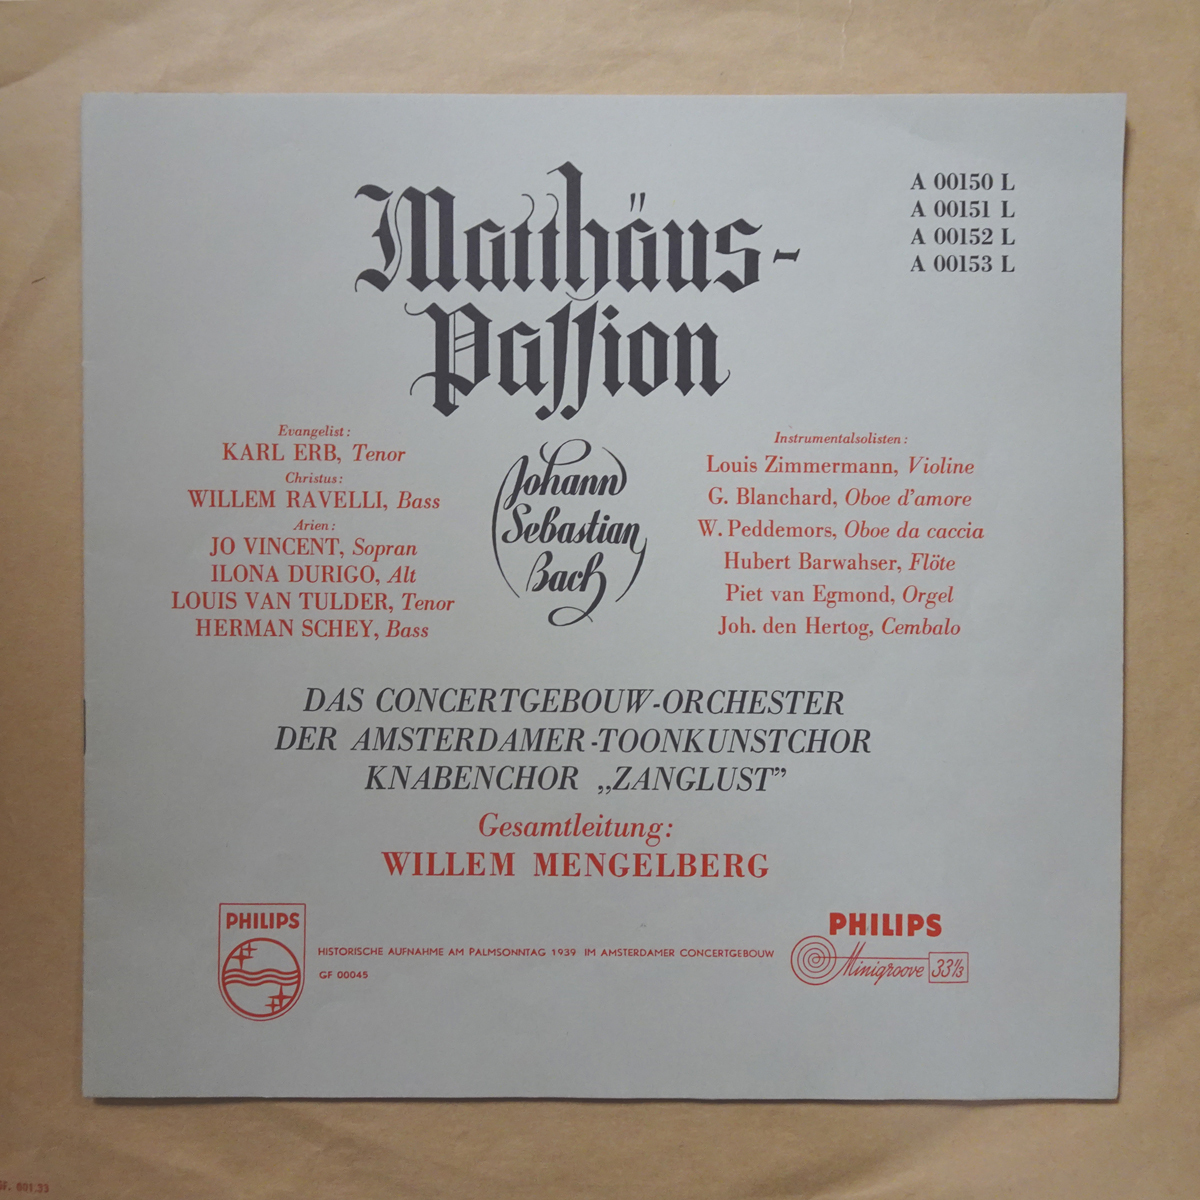 Matthäus-
Passion
A 00150 L
A 00151 L
A 00152 L
A 00153 L
Evangelist:
KARL ERB, Tenor
Christus:
WILLEM RAVELLI, Bass
Arien:
JO VINCENT, Sopran
ILONA DURIGO, Alt
LOUIS VAN TULDER, Tenor
HERMAN SCHEY, Bass
Johann
Sebastian
Bach
Instrumentalsolisten:
Louis Zimmermann, Violine
G. Blanchard, Oboe d'amore
W. Peddemors, Oboe da caccia
Hubert Barwahser, Flöte
Piet van Egmond, Orgel
Joh. den Hertog, Cembalo
DAS CONCERTGEBOUW-ORCHESTER
DER AMSTERDAMER-TOONKUNSTCHOR
KNABENCHOR „ZANGLUST”
Gesamtleitung:
WILLEM MENGELBERG
PHILIPS
HISTORISCHE AUFNAHME AM PALMSONNTAG 1939 IM AMSTERDAMER CONCERTGEBOUW
GF 00045
PHILIPS
Minigroove 33⅓
001.33